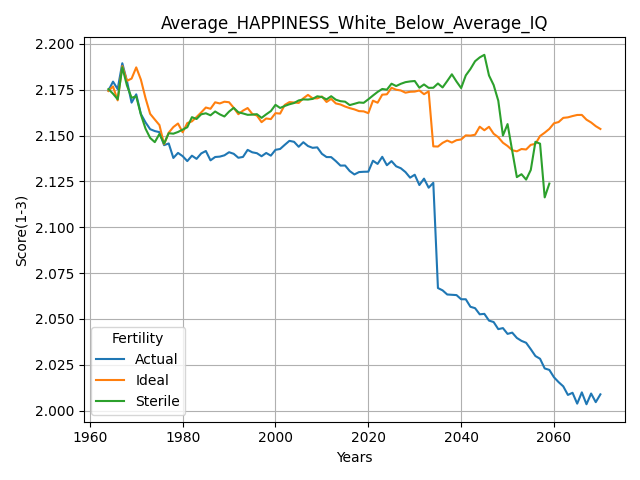 Average_HAPPINESS_White_Below_Average_IQ
2.200
2.175
2.150
2.125
2.100
2.075
2.050
2.025
2.000
Score(1-3)
Fertility
Actual
Ideal
Sterile
1960 1980 2000 2020 2040 2060
Years